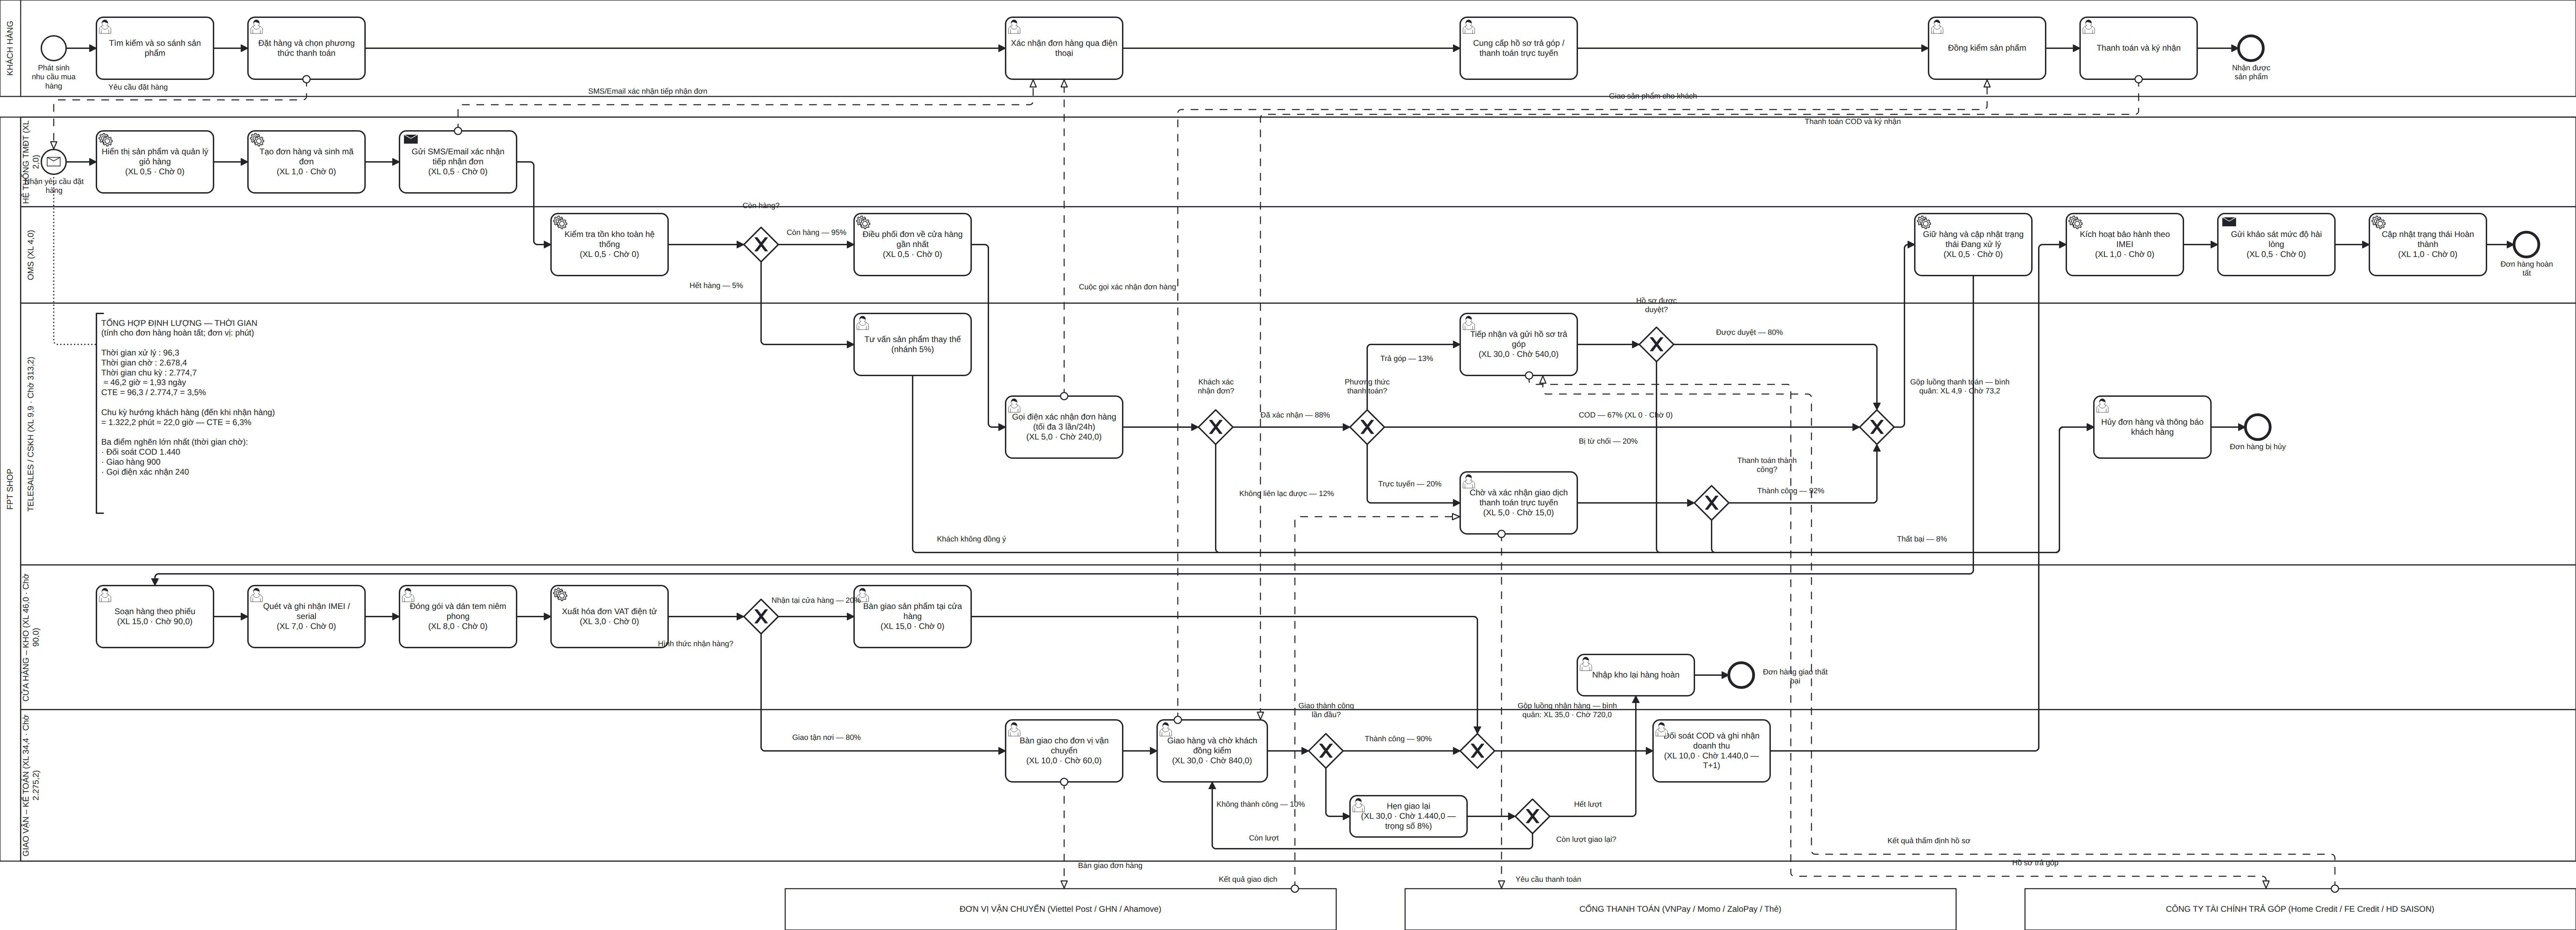 KHÁCH HÀNG
Phát sinh
nhu cầu mua
hàng
Tìm kiếm và so sánh sản
phẩm
Đặt hàng và chọn phương
thức thanh toán
Xác nhận đơn hàng qua điện
thoại
Cung cấp hồ sơ trả góp /
thanh toán trực tuyến
Đồng kiểm sản phẩm
Thanh toán và ký nhận
Nhận được
sản phẩm
Yêu cầu đặt hàng
SMS/Email xác nhận tiếp nhận đơn
Giao sản phẩm cho khách
Thanh toán COD và ký nhận
FPT SHOP
HỆ THỐNG TMĐT (XL
2,0)
Nhận yêu cầu đặt
hàng
Hiển thị sản phẩm và quản lý
giỏ hàng
(XL 0,5 · Chờ 0)
Tạo đơn hàng và sinh mã
đơn
(XL 1,0 · Chờ 0)
Gửi SMS/Email xác nhận
tiếp nhận đơn
(XL 0,5 · Chờ 0)
OMS (XL 4,0)
Kiểm tra tồn kho toàn hệ
thống
(XL 0,5 · Chờ 0)
Còn hàng?
Còn hàng — 95%
Hết hàng — 5%
Điều phối đơn về cửa hàng
gần nhất
(XL 0,5 · Chờ 0)
Cuộc gọi xác nhận đơn hàng
Giữ hàng và cập nhật trạng
thái Đang xử lý
(XL 0,5 · Chờ 0)
Kích hoạt bảo hành theo
IMEI
(XL 1,0 · Chờ 0)
Gửi khảo sát mức độ hài
lòng
(XL 0,5 · Chờ 0)
Cập nhật trạng thái Hoàn
thành
(XL 1,0 · Chờ 0)
Đơn hàng hoàn
tất
TELESALES / CSKH (XL 9,9 · Chờ 313,2)
TỔNG HỢP ĐỊNH LƯỢNG — THỜI GIAN
(tính cho đơn hàng hoàn tất; đơn vị: phút)
Thời gian xử lý : 96,3
Thời gian chờ : 2.678,4
Thời gian chu kỳ : 2.774,7
= 46,2 giờ = 1,93 ngày
CTE = 96,3 / 2.774,7 = 3,5%
Chu kỳ hướng khách hàng (đến khi nhận hàng)
= 1.322,2 phút = 22,0 giờ — CTE = 6,3%
Ba điểm nghẽn lớn nhất (thời gian chờ):
· Đối soát COD 1.440
· Giao hàng 900
· Gọi điện xác nhận 240
Tư vấn sản phẩm thay thế
(nhánh 5%)
Gọi điện xác nhận đơn hàng
(tối đa 3 lần/24h)
(XL 5,0 · Chờ 240,0)
Khách xác
nhận đơn?
Đã xác nhận — 88%
Không liên lạc được — 12%
Phương thức
thanh toán?
Trả góp — 13%
COD — 67% (XL 0 · Chờ 0)
Trực tuyến — 20%
Tiếp nhận và gửi hồ sơ trả
góp
(XL 30,0 · Chờ 540,0)
Hồ sơ được
duyệt?
Được duyệt — 80%
Bị từ chối — 20%
Chờ và xác nhận giao dịch
thanh toán trực tuyến
(XL 5,0 · Chờ 15,0)
Thanh toán thành
công?
Thành công — 92%
Thất bại — 8%
Gộp luồng thanh toán — bình
quân: XL 4,9 · Chờ 73,2
Hủy đơn hàng và thông báo
khách hàng
Đơn hàng bị hủy
Khách không đồng ý
CỬA HÀNG – KHO (XL 46,0 · Chờ
90,0)
Soạn hàng theo phiếu
(XL 15,0 · Chờ 90,0)
Quét và ghi nhận IMEI /
serial
(XL 7,0 · Chờ 0)
Đóng gói và dán tem niêm
phong
(XL 8,0 · Chờ 0)
Xuất hóa đơn VAT điện tử
(XL 3,0 · Chờ 0)
Hình thức nhận hàng?
Nhận tại cửa hàng — 20%
Giao tận nơi — 80%
Bàn giao sản phẩm tại cửa
hàng
(XL 15,0 · Chờ 0)
Nhập kho lại hàng hoàn
Đơn hàng giao thất
bại
GIAO VẬN – KẾ TOÁN (XL 34,4 · Chờ
2.275,2)
Bàn giao cho đơn vị vận
chuyển
(XL 10,0 · Chờ 60,0)
Giao hàng và chờ khách
đồng kiểm
(XL 30,0 · Chờ 840,0)
Giao thành công
lần đầu?
Thành công — 90%
Không thành công — 10%
Gộp luồng nhận hàng — bình
quân: XL 35,0 · Chờ 720,0
Đối soát COD và ghi nhận
doanh thu
(XL 10,0 · Chờ 1.440,0 —
T+1)
Hẹn giao lại
(XL 30,0 · Chờ 1.440,0 —
trọng số 8%)
Hết lượt
Còn lượt
Còn lượt giao lại?
Bàn giao đơn hàng
Kết quả giao dịch
Yêu cầu thanh toán
Kết quả thẩm định hồ sơ
Hồ sơ trả góp
ĐƠN VỊ VẬN CHUYỂN (Viettel Post / GHN / Ahamove)
CỔNG THANH TOÁN (VNPay / Momo / ZaloPay / Thẻ)
CÔNG TY TÀI CHÍNH TRẢ GÓP (Home Credit / FE Credit / HD SAISON)